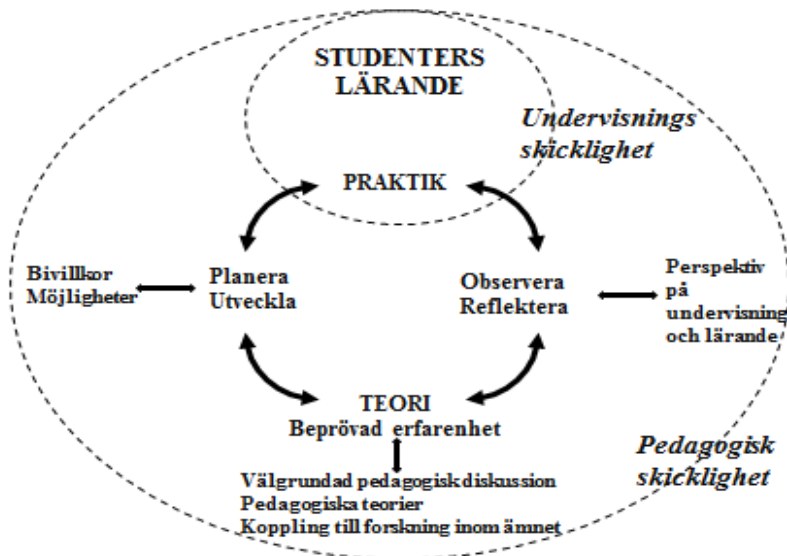 STUDENTERS
LÄRANDE
Undervisnings
skicklighet
PRAKTIK
Bivillkor
Möjligheter
Planera
Utveckla
Observera
Reflektera
Perspektiv
på
undervisning
och lärande
TEORI
Beprövad erfarenhet
Pedagogisk
skicklighet
Välgrundad pedagogisk diskussion
Pedagogiska teorier
Koppling till forskning inom ämnet